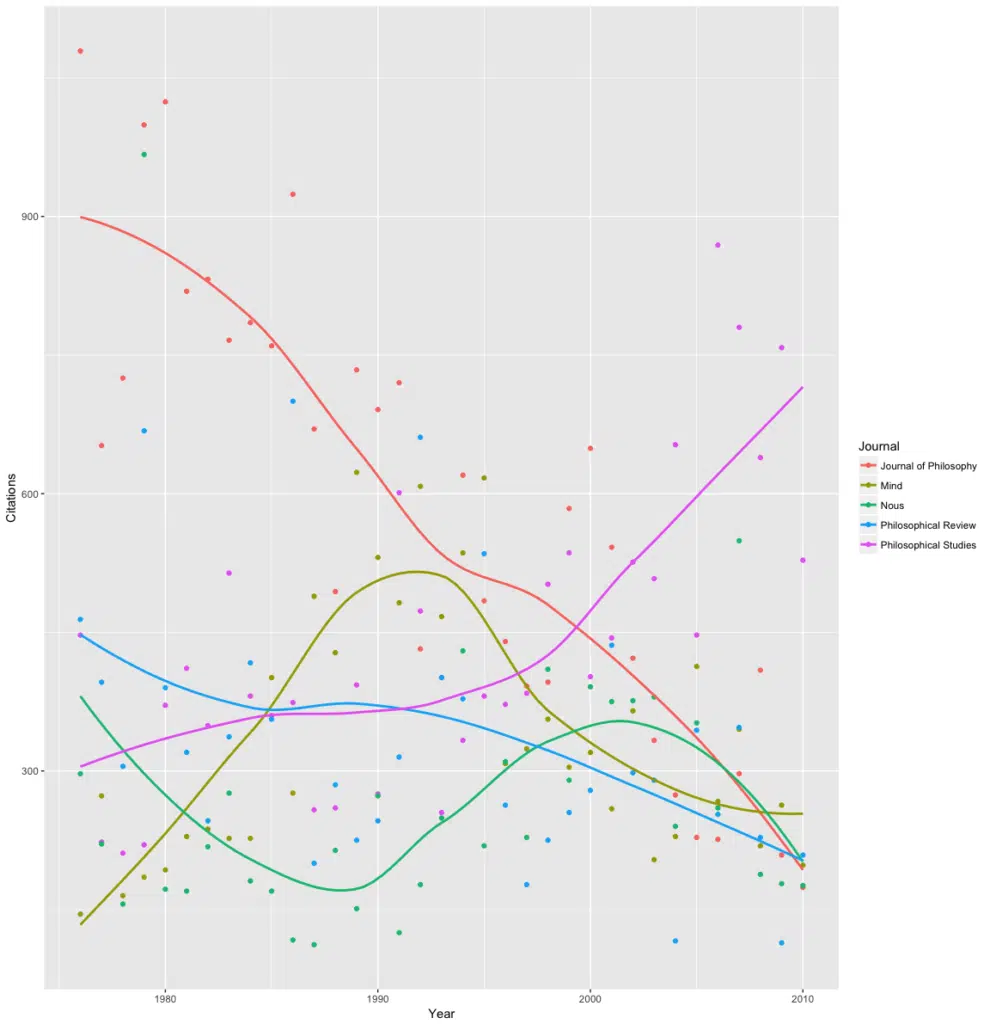 900
600
300
Citations
1980
1990
2000
2010
Year
Journal
Journal of Philosophy
Mind
Nous
Philosophical Review
Philosophical Studies